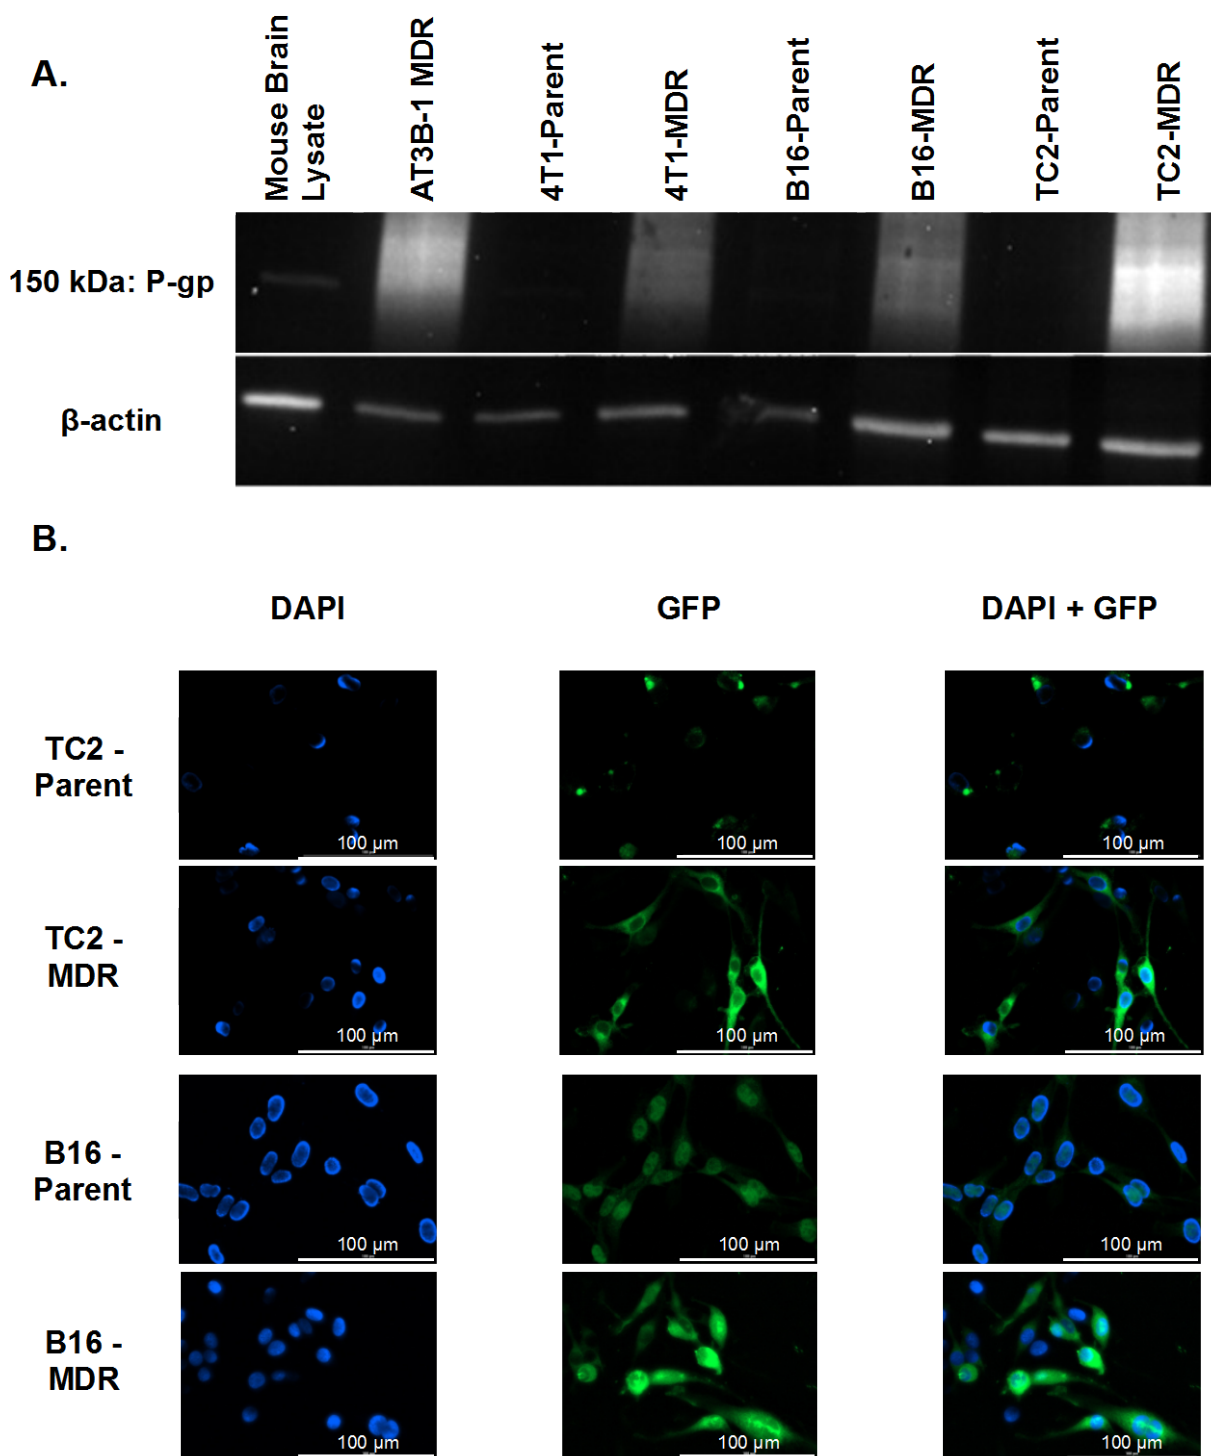 A.
Mouse Brain
Lysate
AT3B-1 MDR
4T1-Parent
4T1-MDR
B16-Parent
B16-MDR
TC2-Parent
TC2-MDR
150 kDa: P-gp
β-actin
B.
DAPI
GFP
DAPI + GFP
TC2 -
Parent
100 µm
100 µm
100 µm
TC2 -
MDR
100 µm
100 µm
100 µm
B16 -
Parent
100 µm
100 µm
100 µm
B16 -
MDR
100 µm
100 µm
100 µm